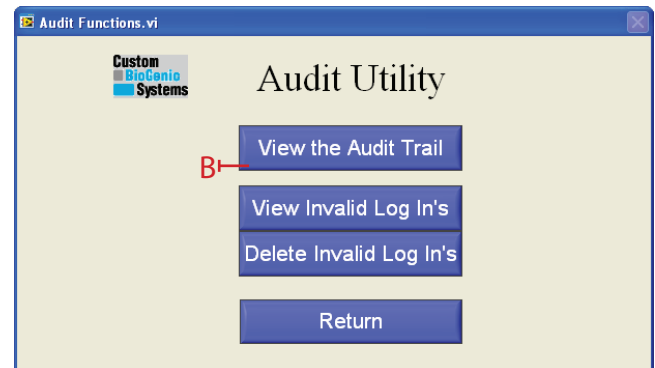 Audit Functions.vi
Custom
BioGenio
Systems
Audit Utility
View the Audit Trail
B
View Invalid Log In's
Delete Invalid Log In's
Return